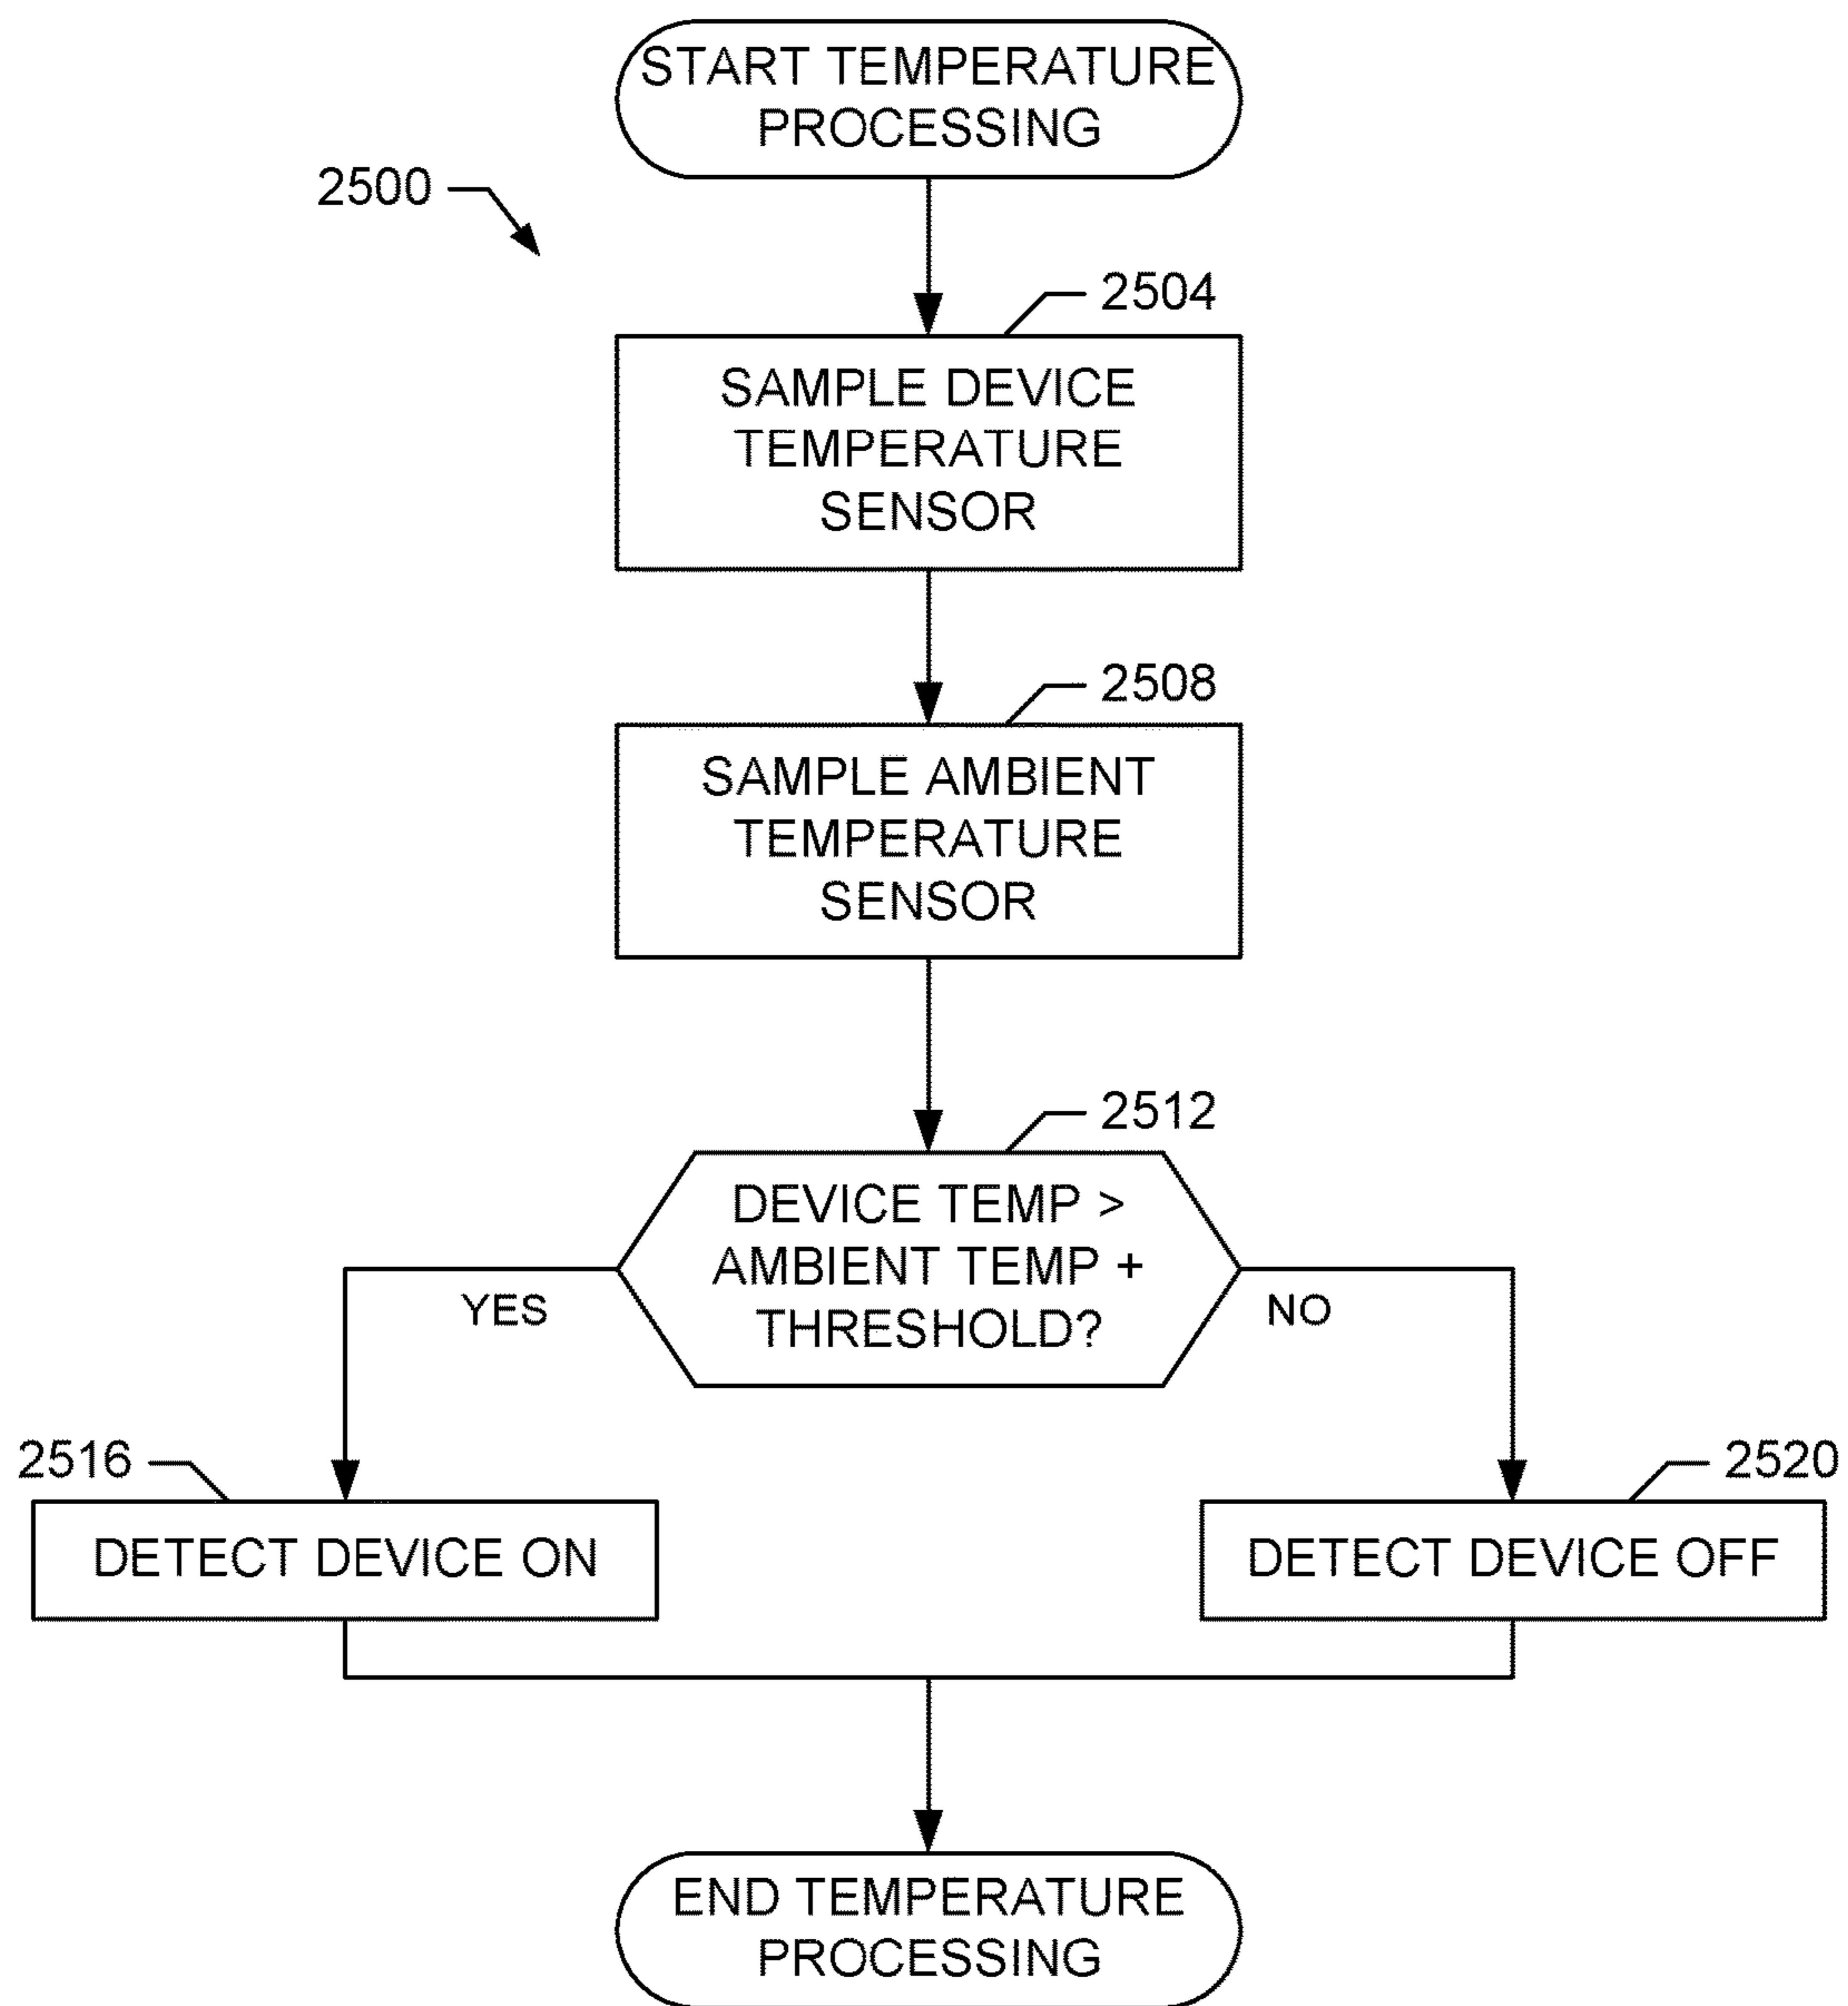 START TEMPERATURE
PROCESSING
2500
2504
SAMPLE DEVICE
TEMPERATURE
SENSOR
2508
SAMPLE AMBIENT
TEMPERATURE
SENSOR
2512
DEVICE TEMP >
AMBIENT TEMP +
THRESHOLD?
YES
NO
2516
2520
DETECT DEVICE ON
DETECT DEVICE OFF
END TEMPERATURE
PROCESSING